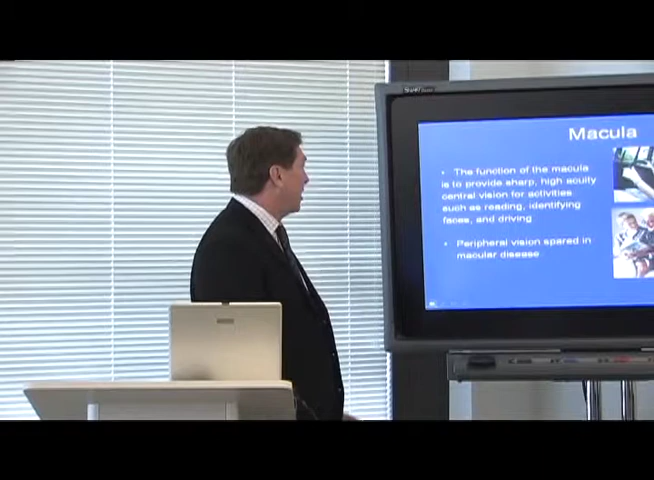 Macula
• The function of the macula
is to provide sharp, high acuity
central vision for activities
such as reading, identifying
faces, and driving
• Peripheral vision spared in
macular disease